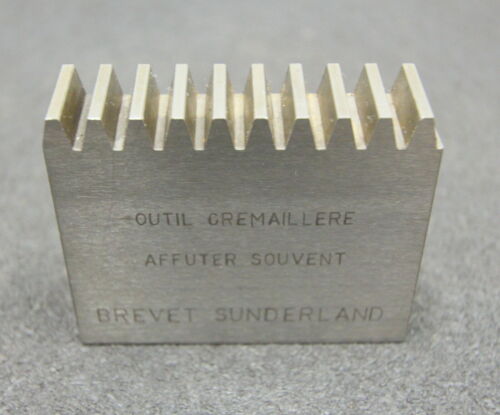 OUTIL CREMAILLERE
AFFUTER SOUVENT
BREVET SUNDERLAND